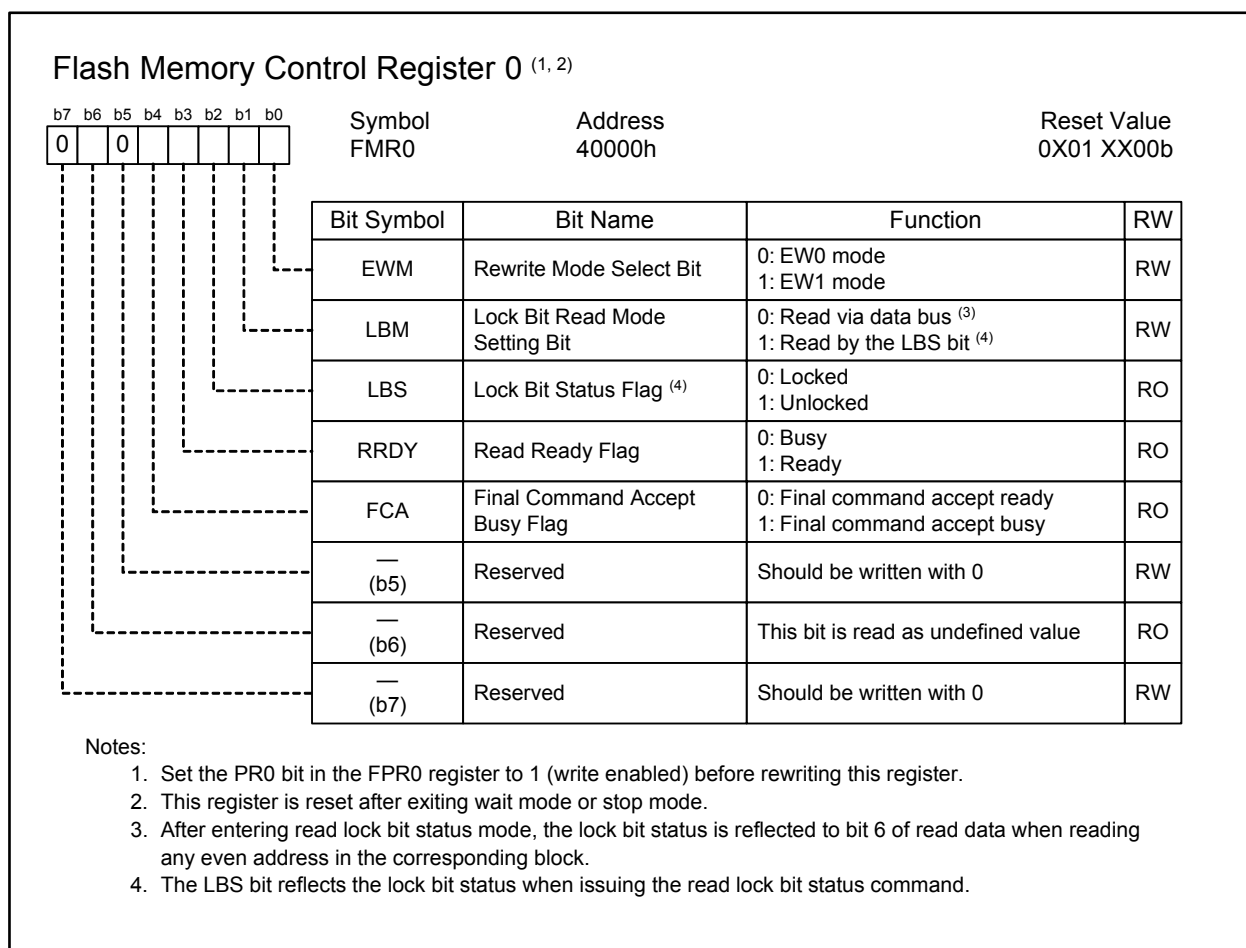 Flash Memory Control Register 0 (1, 2)
b7 b6 b5 b4 b3 b2 b1 b0
0 0
Symbol Address Reset Value
FMR0 40000h 0X01 XX00b
Bit Symbol Bit Name Function RW
EWM Rewrite Mode Select Bit 0: EW0 mode
1: EW1 mode RW
LBM Lock Bit Read Mode
Setting Bit 0: Read via data bus (3)
1: Read by the LBS bit (4) RW
LBS Lock Bit Status Flag (4) 0: Locked
1: Unlocked RO
RRDY Read Ready Flag 0: Busy
1: Ready RO
FCA Final Command Accept
Busy Flag 0: Final command accept ready
1: Final command accept busy RO
—
(b5) Reserved Should be written with 0 RW
—
(b6) Reserved This bit is read as undefined value RO
—
(b7) Reserved Should be written with 0 RW
Notes:
1. Set the PR0 bit in the FPR0 register to 1 (write enabled) before rewriting this register.
2. This register is reset after exiting wait mode or stop mode.
3. After entering read lock bit status mode, the lock bit status is reflected to bit 6 of read data when reading
any even address in the corresponding block.
4. The LBS bit reflects the lock bit status when issuing the read lock bit status command.